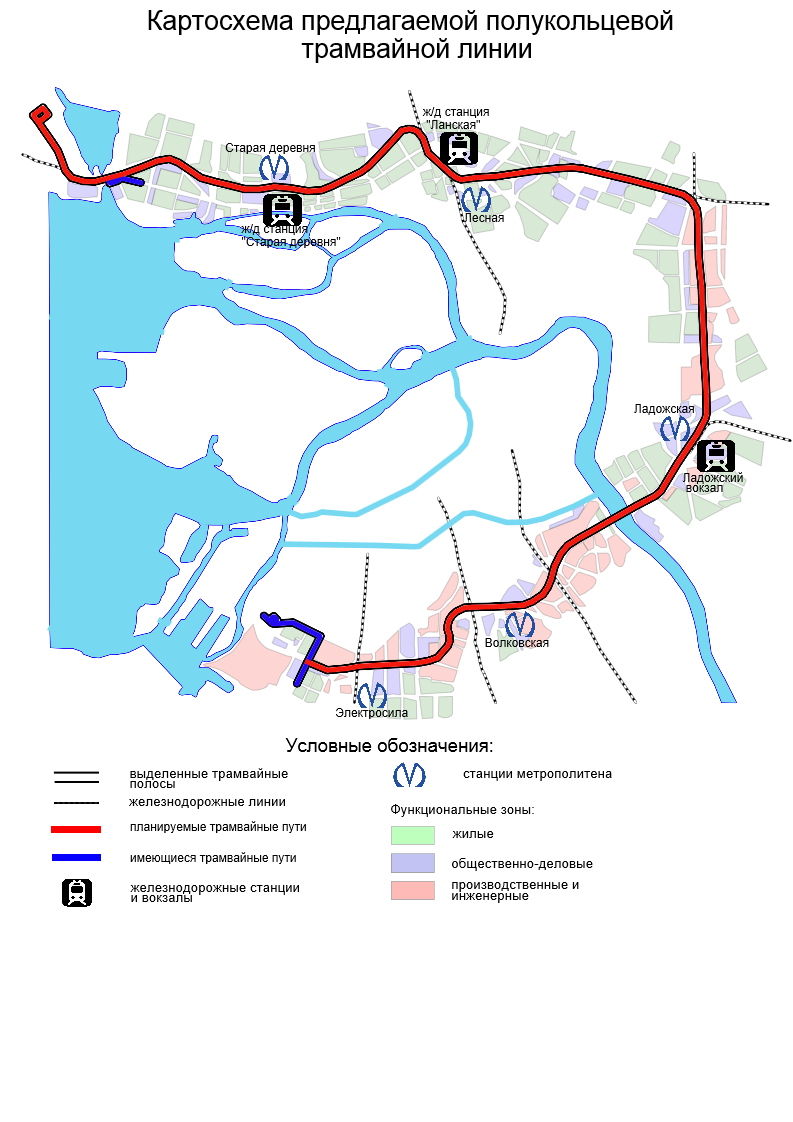 Картосхема предлагаемой полукольцевой
трамвайной линии
ж/д станция
"Ланская"
Старая деревня
Лесная
ж/д станция
"Старая деревня"
Ладожская
Ладожский
вокзал
Волковская
Электросила
Условные обозначения:
выделенные трамвайные
полосы
железнодорожные линии
планируемые трамвайные пути
имеющиеся трамвайные пути
железнодорожные станции
и вокзалы
станции метрополитена
Функциональные зоны:
жилые
общественно-деловые
производственные и
инженерные